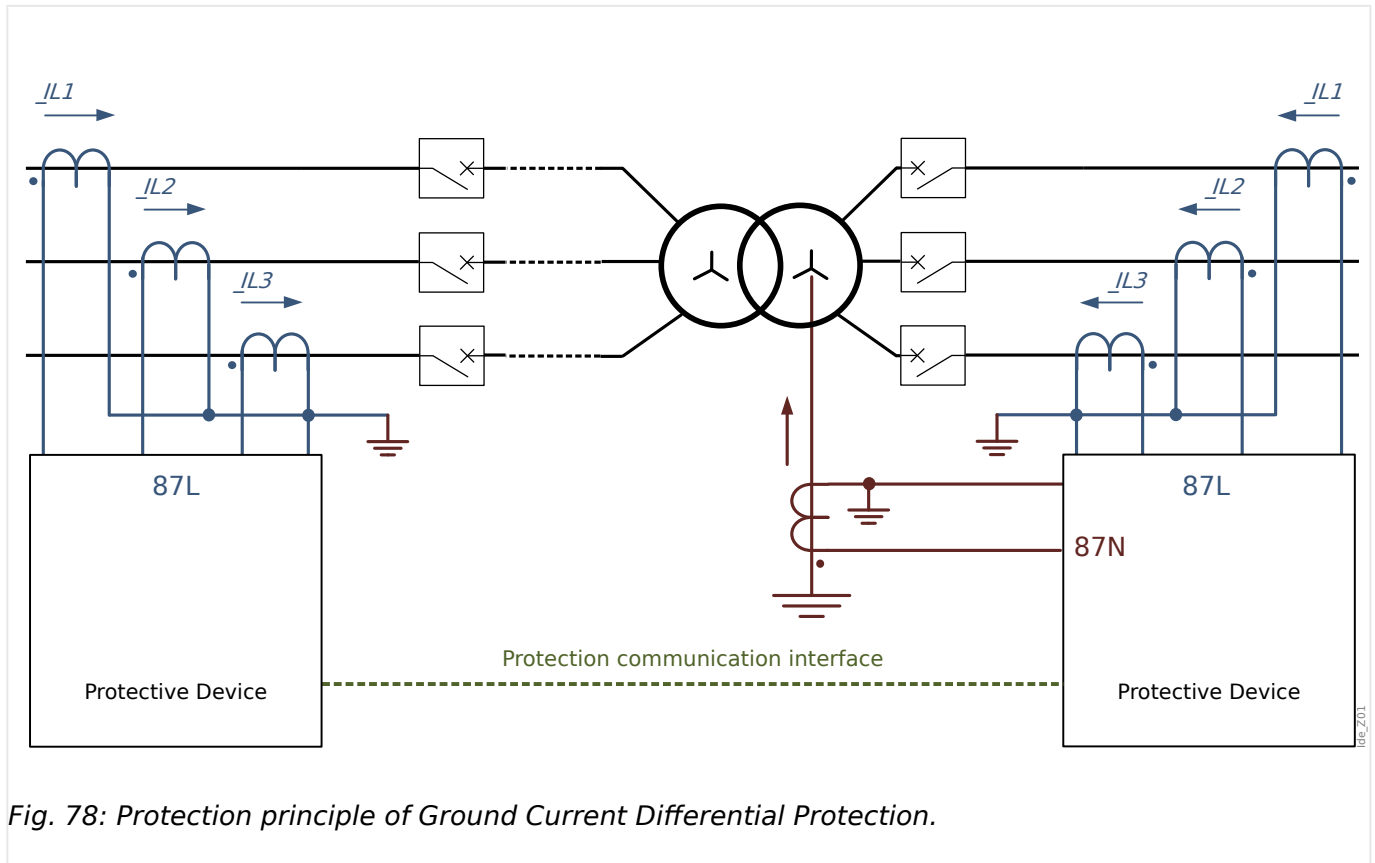 _IL1
_IL1
_IL2
_IL2
_IL3
_IL3
87L
87L
87N
Protection communication interface
Protective Device
Protective Device
Ide_Z01
Fig. 78: Protection principle of Ground Current Differential Protection.